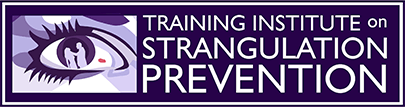 TRAINING INSTITUTE on
STRANGULATION
PREVENTION